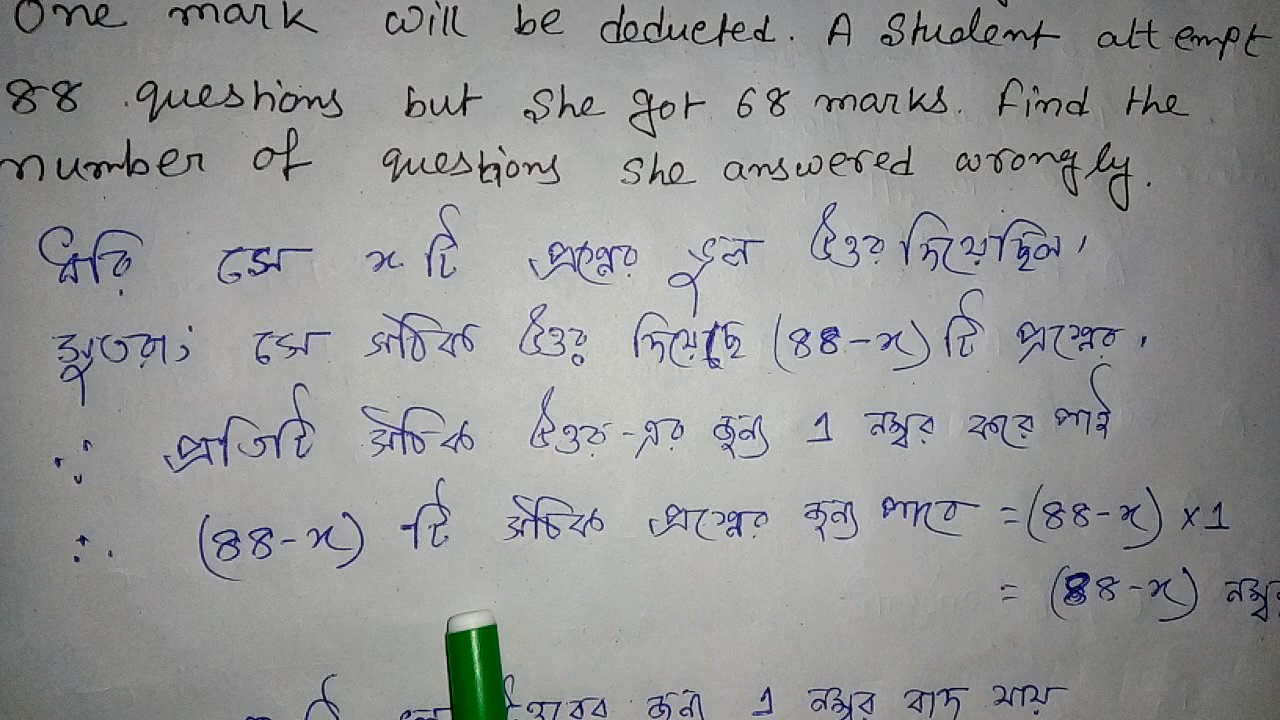 One mark will be deducted. A Student attempt
88 questions but she got 68 marks. Find the
number of questions she answered wrongly.
ধরি সে x টি প্রশ্নের ভুল উত্তর দিয়েছিল।
সুতরাং সে সঠিক উত্তর দিয়েছে (88-x) টি প্রশ্নের।
∵ প্রতিটি সঠিক উত্তর-এর জন্য 1 নম্বর করে পাই
∴ (88-x) টি সঠিক প্রশ্নের জন্য পাবে = (88-x) × 1
= (88-x) নম্বর
জন্য 1 নম্বর বাদ যায়